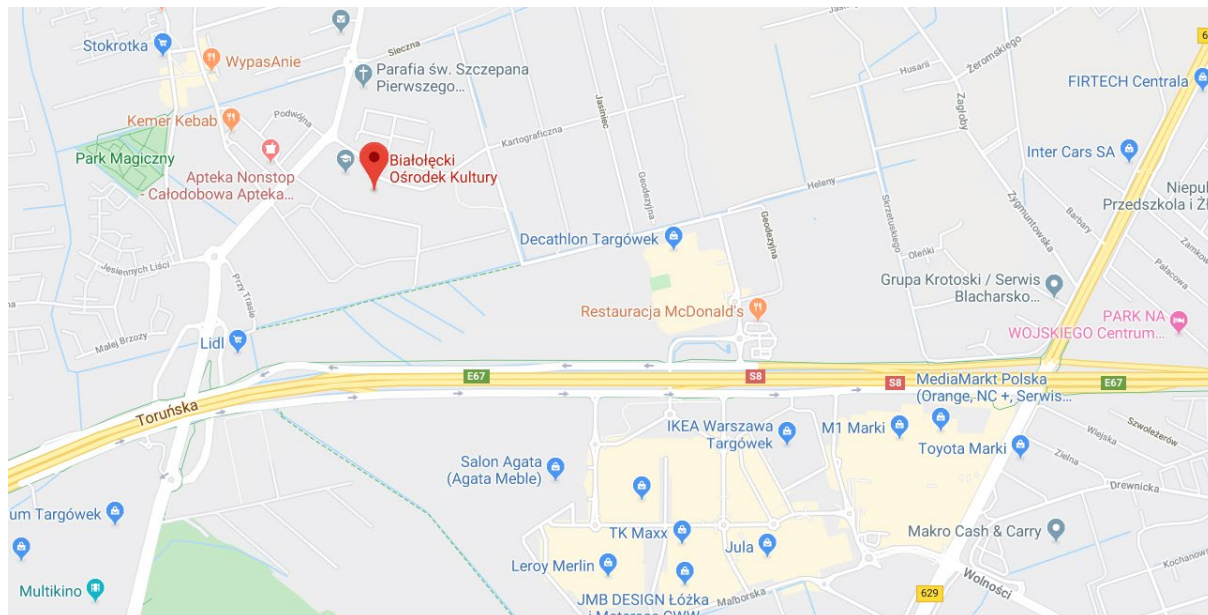 6
Stokrotka
WypasAnie
Sieczna
Parafia św. Szczepana
Pierwszego...
Husarii
Żeromskiego
FIRTECH Centrala
Kemer Kebab
Podwójna
Jasiniec
Zagłoby
Kartograficzna
Park Magiczny
Białołęcki
Ośrodek Kultury
Inter Cars SA
Apteka Nonstop
- Całodobowa Apteka...
Heleny
Niepul
Przedszkola i Żł
Geodezyjna
Geodezyjna
Skrzetuskiego
Zygmuntowska
Barbary
Zamkow
Decathlon Targówek
Oleńki
Pałacowa
Jesiennych Liści
Przy Trasie
Grupa Krotoski / Serwis
Blacharsko...
Restauracja McDonald's
PARK NA
WOJSKIEGO Centrum...
Małej Brzozy
Lidl
E67
S8
S8
E67
MediaMarkt Polska
(Orange, NC +, Serwis...
Toruńska
IKEA Warszawa
Targówek
M1 Marki
Toyota Marki
Wiejska
Szwoleżerów
Zielna
Salon Agata
(Agata Meble)
Drewnicka
um Targówek
TK Maxx
Makro Cash & Carry
Jula
Kochanow
Leroy Merlin
Wolności
Multikino
JMB DESIGN Łóżka
Malborska
629